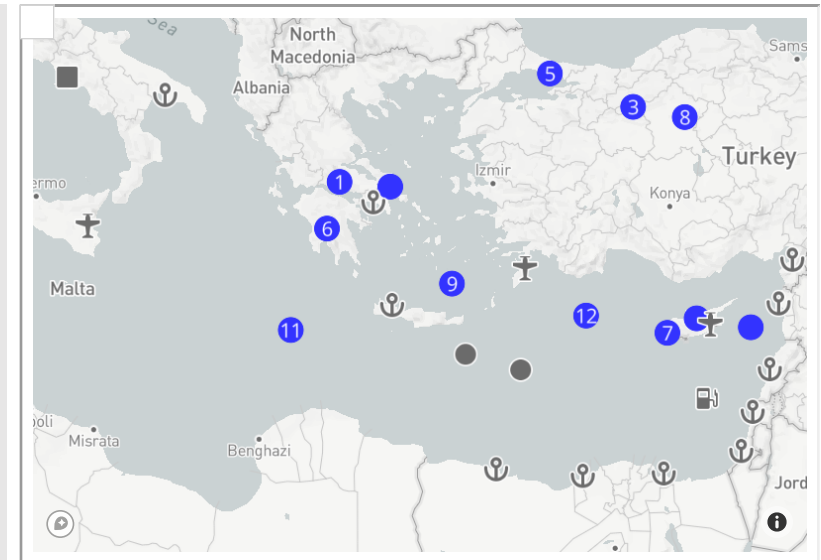 Sea
North
Macedonia
Sams
5
Albania
3
8
Turkey
Izmir
1
ermo
Konya
6
Malta
9
12
11
7
oli
Misrata
Benghazi
Jord
i